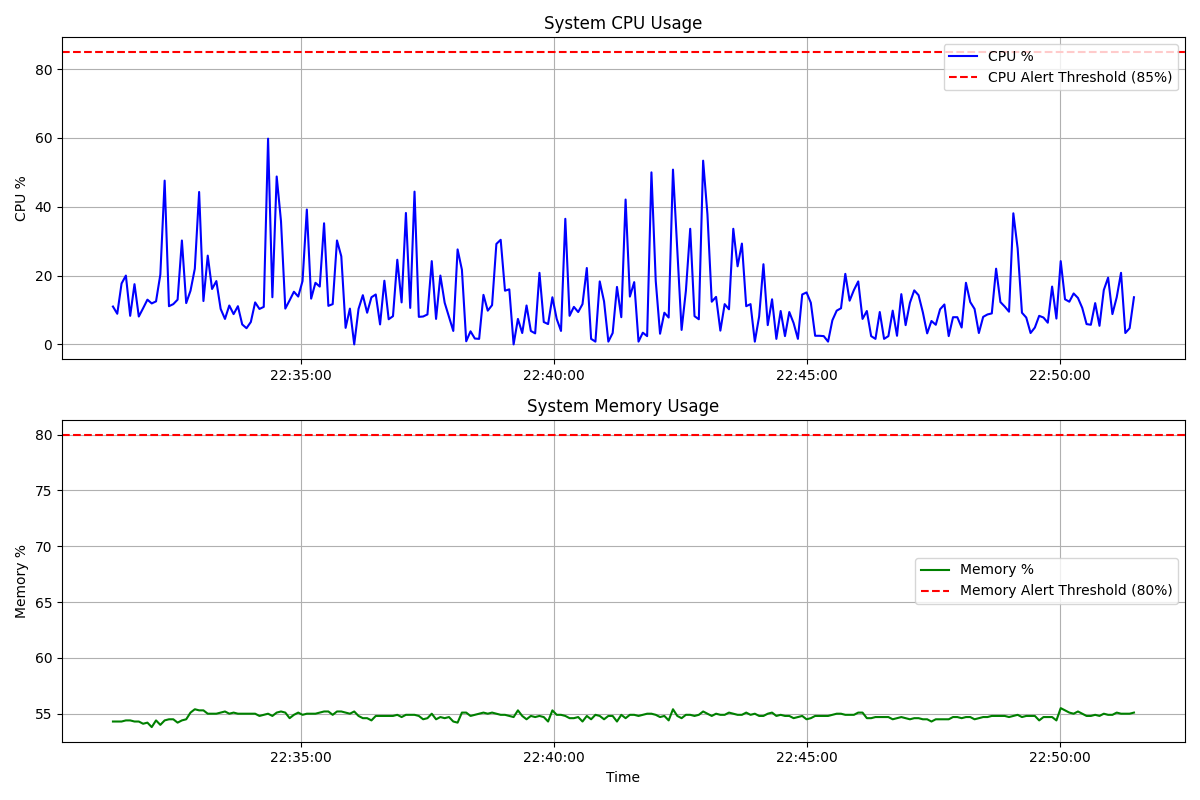 System CPU Usage
CPU %
CPU Alert Threshold (85%)
CPU %
80
60
40
20
0
22:35:00
22:40:00
22:45:00
22:50:00
System Memory Usage
Memory %
80
75
70
65
60
55
Memory %
Memory Alert Threshold (80%)
22:35:00
22:40:00
22:45:00
22:50:00
Time